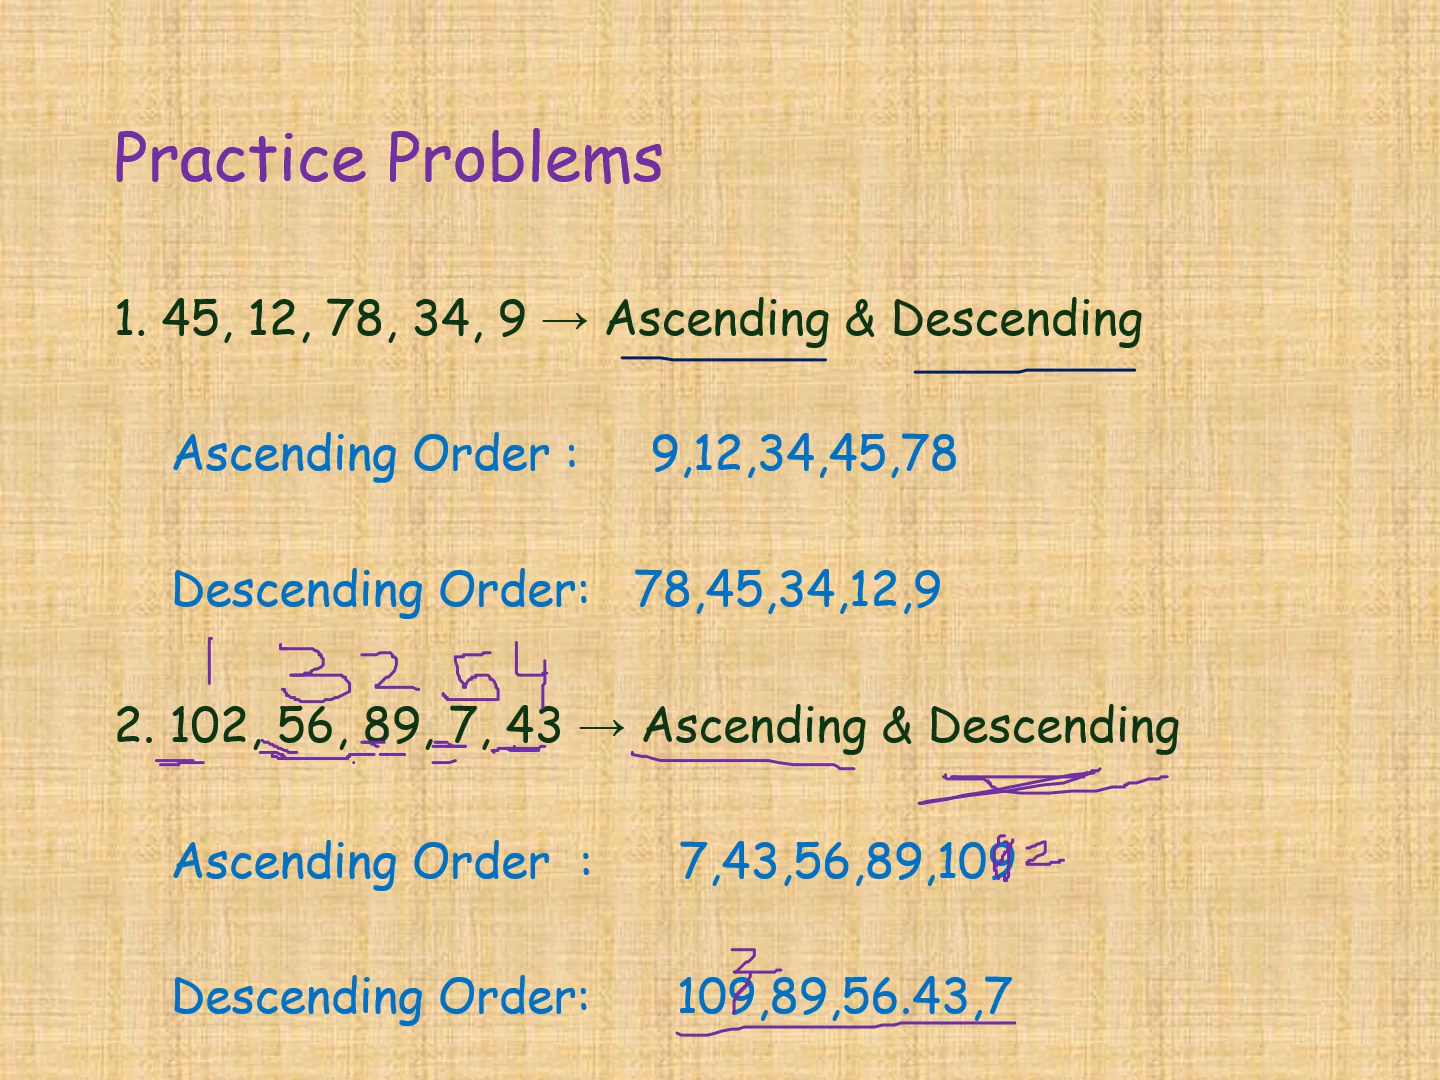 Practice Problems
1. 45, 12, 78, 34, 9 → Ascending & Descending
Ascending Order : 9,12,34,45,78
Descending Order: 78,45,34,12,9
1 3 2 5 4
2. 102, 56, 89, 7, 43 → Ascending & Descending
Ascending Order : 7,43,56,89,109 2
2
Descending Order: 109,89,56.43,7